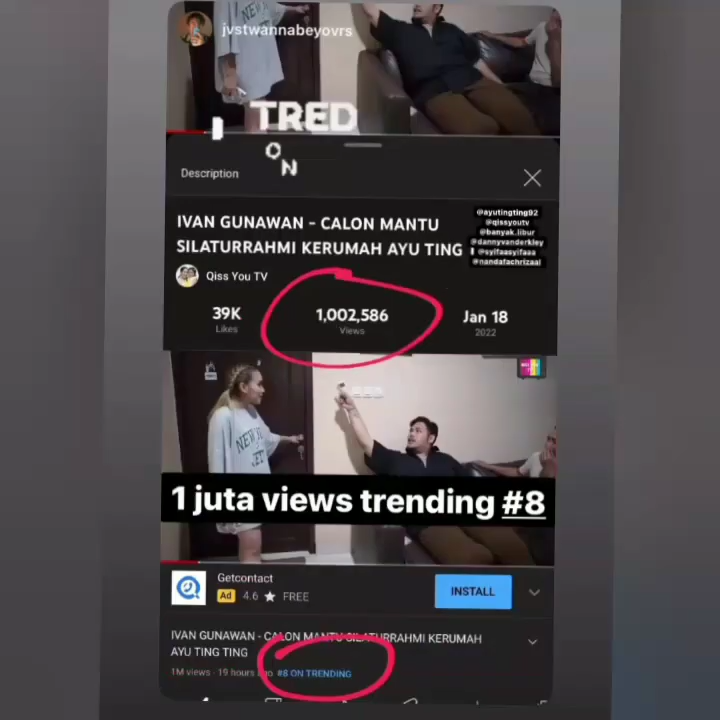 jvstwannabeyovrs
TRED
ON
Description
IVAN GUNAWAN - CALON MANTU
SILATURRAHMI KERUMAH AYU TING
@ayutingting92
@qissyoutv
@banyak.libur
@dannyvanderkley
@syifaasyifaaa
@nandafachrizaal
Qiss You TV
39K
Likes
1,002,586
Views
Jan 18
2022
NEW
1 juta views trending #8
Getcontact
Ad 4.6 ★ FREE
INSTALL
IVAN GUNAWAN - CALON MANTU SILATURRAHMI KERUMAH
AYU TING TING
1M views · 19 hours ago #8 ON TRENDING